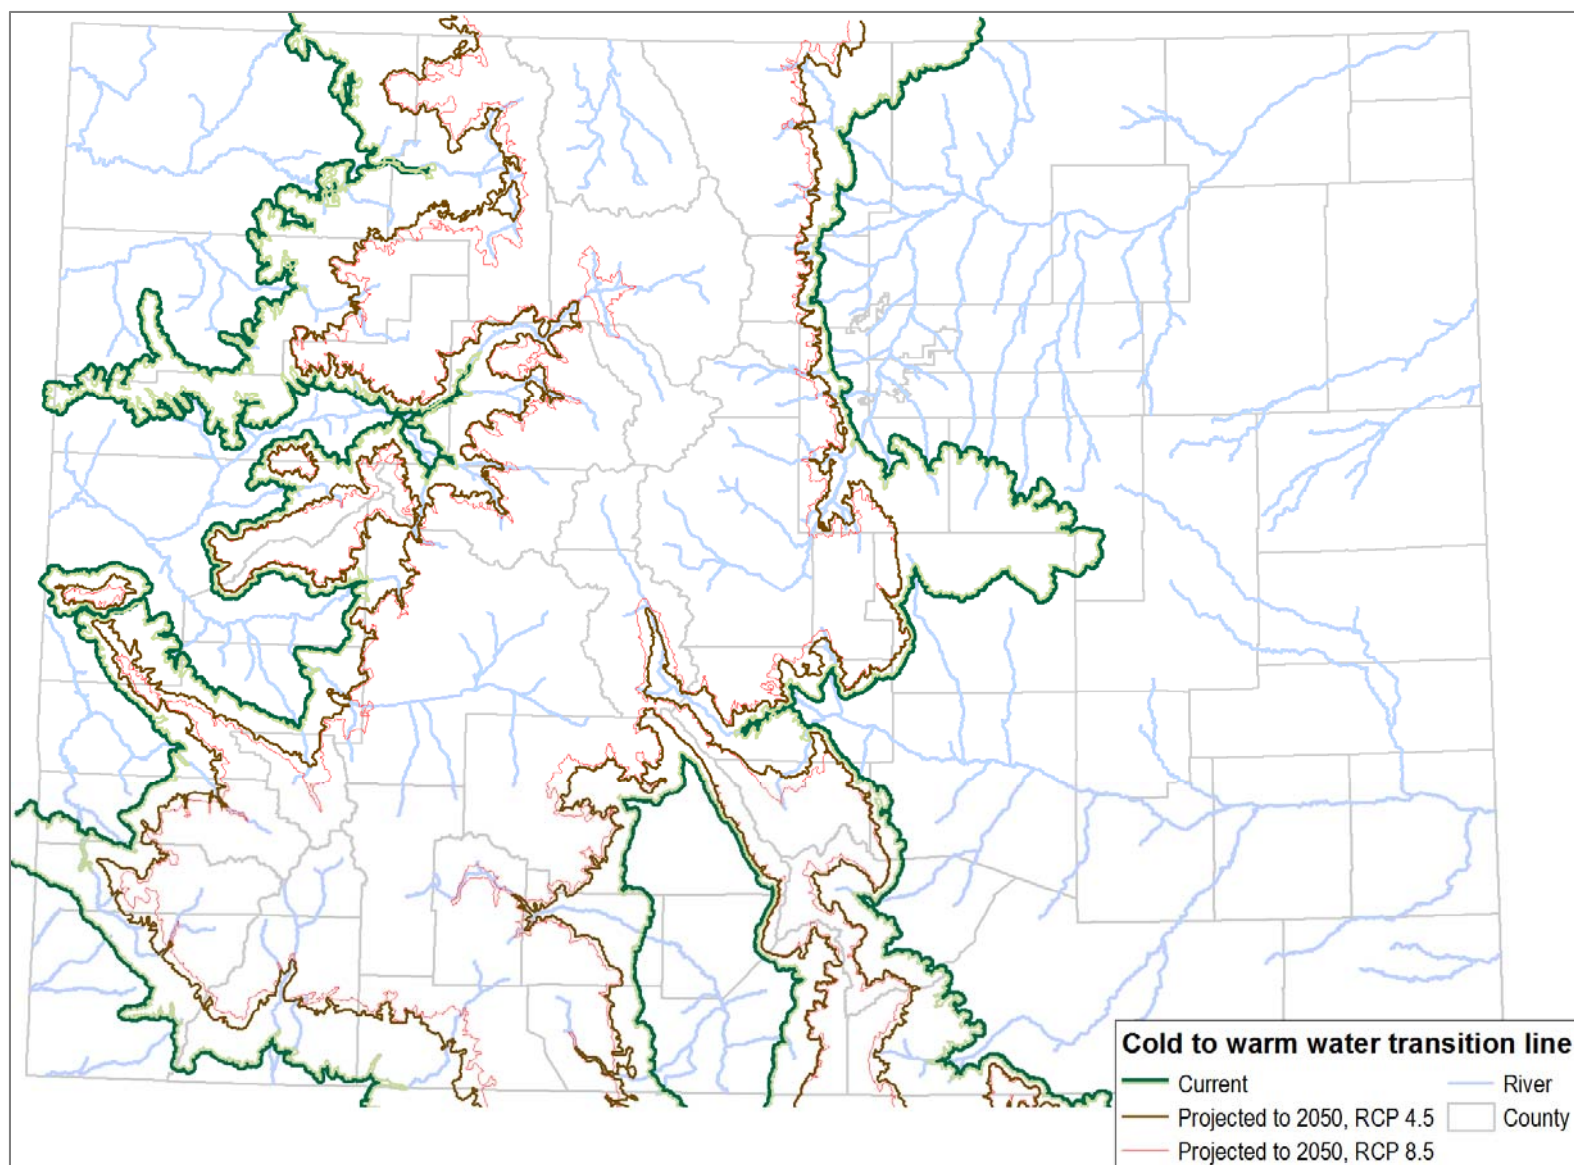 Cold to warm water transition line
Current
River
Projected to 2050, RCP 4.5
County
Projected to 2050, RCP 8.5